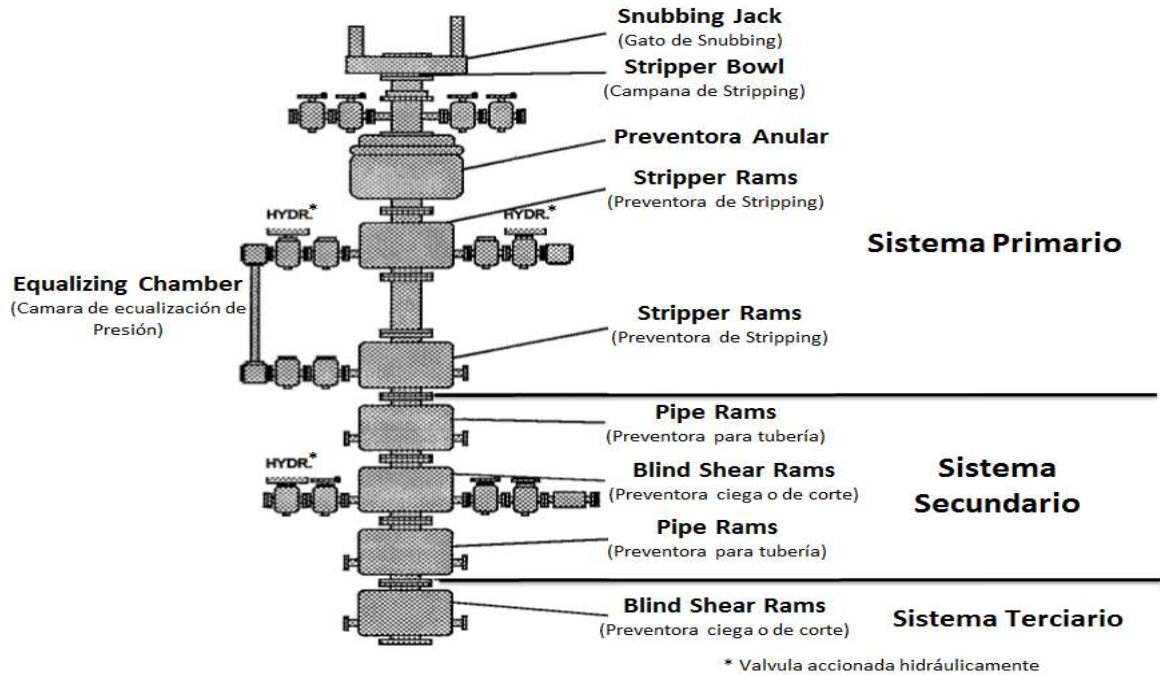 Snubbing Jack
(Gato de Snubbing)
Stripper Bowl
(Campana de Stripping)
Preventora Anular
Stripper Rams
(Preventora de Stripping)
HYDR.*
HYDR.*
Sistema Primario
Equalizing Chamber
(Camara de ecualización de
Presión)
Stripper Rams
(Preventora de Stripping)
Pipe Rams
(Preventora para tubería)
HYDR.*
Blind Shear Rams
(Preventora ciega o de corte)
Sistema
Secundario
Pipe Rams
(Preventora para tubería)
Blind Shear Rams
(Preventora ciega o de corte)
Sistema Terciario
* Valvula accionada hidráulicamente